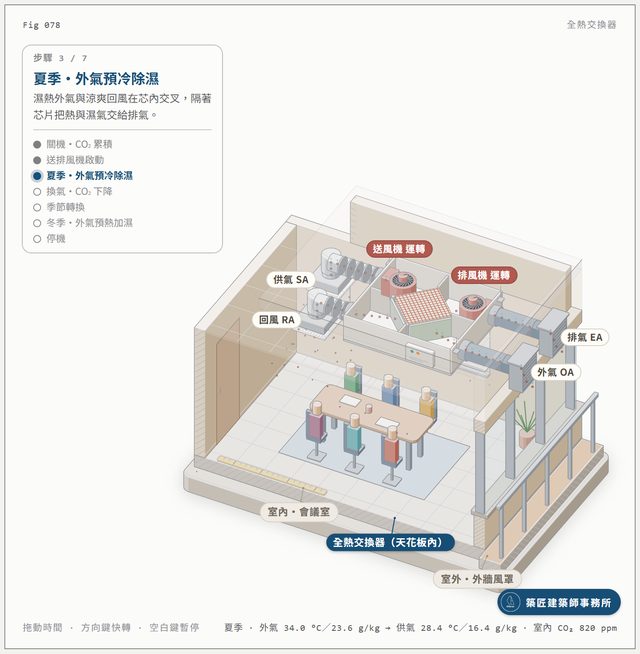 Fig 078
全熱交換器
步驟 3 / 7
夏季・外氣預冷除濕
濕熱外氣與涼爽回風在芯內交叉，隔著
芯片把熱與濕氣交給排氣。
關機・CO₂ 累積
送排風機啟動
夏季・外氣預冷除濕
換氣・CO₂ 下降
季節轉換
冬季・外氣預熱加濕
停機
送風機 運轉
排風機 運轉
供氣 SA
回風 RA
排氣 EA
外氣 OA
室內・會議室
全熱交換器（天花板內）
室外・外牆風罩
築匠建築師事務所
拖動時間 · 方向鍵快轉 · 空白鍵暫停
夏季・外氣 34.0 °C／23.6 g/kg → 供氣 28.4 °C／16.4 g/kg・室內 CO₂ 820 ppm